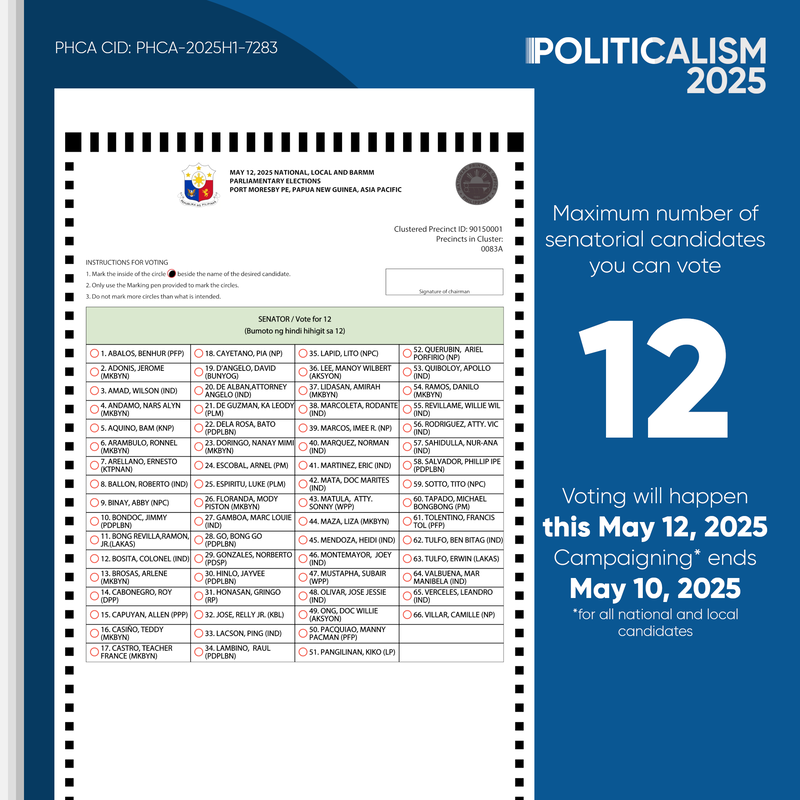 PHCA CID: PHCA-2025H1-7283
POLITICALISM
2025
MAY 12, 2025 NATIONAL, LOCAL AND BARMM
PARLIAMENTARY ELECTIONS
PORT MORESBY PE, PAPUA NEW GUINEA, ASIA PACIFIC
Clustered Precinct ID: 90150001
Precincts in Cluster:
0083A
INSTRUCTIONS FOR VOTING
1. Mark the inside of the circle beside the name of the desired candidate.
2. Only use the Marking pen provided to mark the circles.
3. Do not mark more circles than what is intended.
Signature of chairman
SENATOR / Vote for 12
(Bumoto ng hindi hihigit sa 12)
1. ABALOS, BENHUR (PFP)
2. ADONIS, JEROME
(MKBYN)
3. AMAD, WILSON (IND)
4. ANDAMO, NARS ALYN
(MKBYN)
5. AQUINO, BAM (KNP)
6. ARAMBULO, RONNEL
(MKBYN)
7. ARELLANO, ERNESTO
(KTPNAN)
8. BALLON, ROBERTO (IND)
9. BINAY, ABBY (NPC)
10. BONDOC, JIMMY
(PDPLBN)
11. BONG REVILLA,RAMON,
JR.(LAKAS)
12. BOSITA, COLONEL (IND)
13. BROSAS, ARLENE
(MKBYN)
14. CABONEGRO, ROY
(DPP)
15. CAPUYAN, ALLEN (PPP)
16. CASIÑO, TEDDY
(MKBYN)
17. CASTRO, TEACHER
FRANCE (MKBYN)
18. CAYETANO, PIA (NP)
19. D'ANGELO, DAVID
(BUNYOG)
20. DE ALBAN,ATTORNEY
ANGELO (IND)
21. DE GUZMAN, KA LEODY
(PLM)
22. DELA ROSA, BATO
(PDPLBN)
23. DORINGO, NANAY MIMI
(MKBYN)
24. ESCOBAL, ARNEL (PM)
25. ESPIRITU, LUKE (PLM)
26. FLORANDA, MODY
PISTON (MKBYN)
27. GAMBOA, MARC LOUIE
(IND)
28. GO, BONG GO
(PDPLBN)
29. GONZALES, NORBERTO
(PDSP)
30. HINLO, JAYVEE
(PDPLBN)
31. HONASAN, GRINGO
(RP)
32. JOSE, RELLY JR. (KBL)
33. LACSON, PING (IND)
34. LAMBINO, RAUL
(PDPLBN)
35. LAPID, LITO (NPC)
36. LEE, MANOY WILBERT
(AKSYON)
37. LIDASAN, AMIRAH
(MKBYN)
38. MARCOLETA, RODANTE
(IND)
39. MARCOS, IMEE R. (NP)
40. MARQUEZ, NORMAN
(IND)
41. MARTINEZ, ERIC (IND)
42. MATA, DOC MARITES
(IND)
43. MATULA, ATTY.
SONNY (WPP)
44. MAZA, LIZA (MKBYN)
45. MENDOZA, HEIDI (IND)
46. MONTEMAYOR, JOEY
(IND)
47. MUSTAPHA, SUBAIR
(WPP)
48. OLIVAR, JOSE JESSIE
(IND)
49. ONG, DOC WILLIE
(AKSYON)
50. PACQUIAO, MANNY
PACMAN (PFP)
51. PANGILINAN, KIKO (LP)
52. QUERUBIN, ARIEL
PORFIRIO (NP)
53. QUIBOLOY, APOLLO
(IND)
54. RAMOS, DANILO
(MKBYN)
55. REVILLAME, WILLIE WIL
(IND)
56. RODRIGUEZ, ATTY. VIC
(IND)
57. SAHIDULLA, NUR-ANA
(IND)
58. SALVADOR, PHILLIP IPE
(PDPLBN)
59. SOTTO, TITO (NPC)
60. TAPADO, MICHAEL
BONGBONG (PM)
61. TOLENTINO, FRANCIS
TOL (PFP)
62. TULFO, BEN BITAG (IND)
63. TULFO, ERWIN (LAKAS)
64. VALBUENA, MAR
MANIBELA (IND)
65. VERCELES, LEANDRO
(IND)
66. VILLAR, CAMILLE (NP)
Maximum number of
senatorial candidates
you can vote
12
Voting will happen
this May 12, 2025
Campaigning* ends
May 10, 2025
*for all national and local
candidates